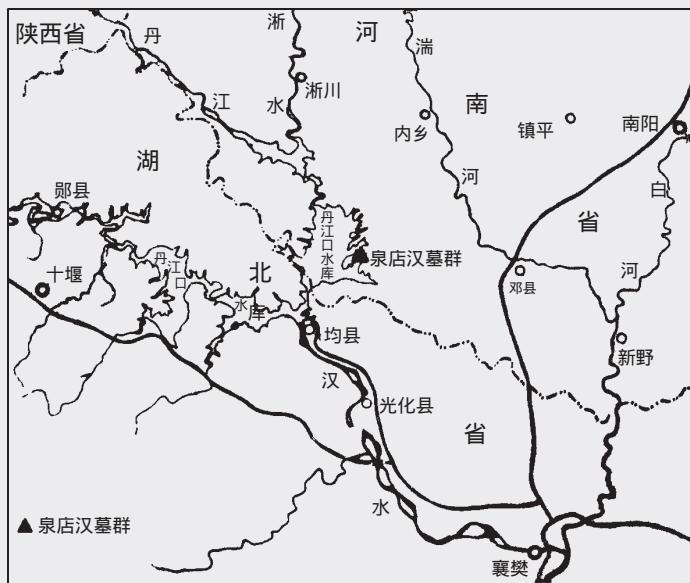 陕西省
丹
江
淅
水
淅川
河
南
省
湍
河
内乡
镇平
南阳
白
河
湖
北
省
郧县
十堰
丹江口
水库
丹江口水库
泉店汉墓群
邓县
新野
均县
汉
水
光化县
襄樊
泉店汉墓群